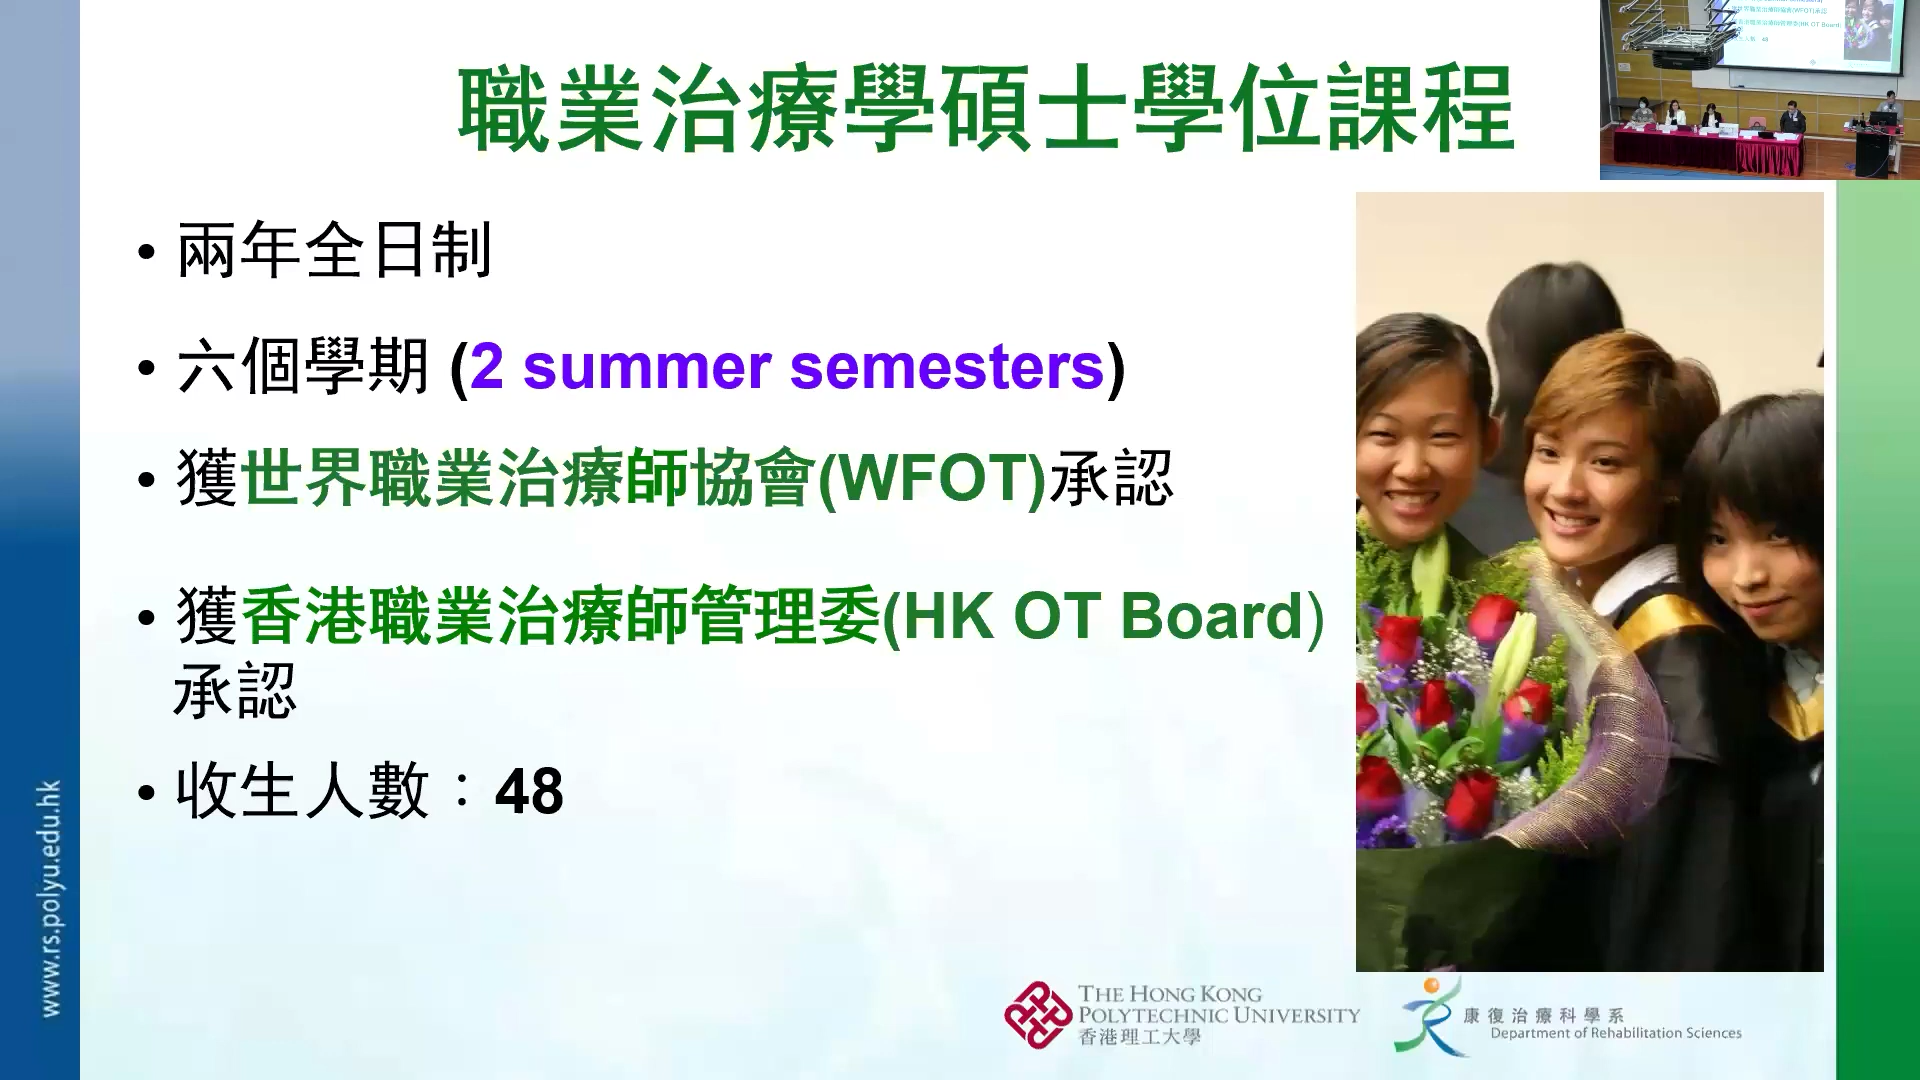 職業治療學碩士學位課程
• 兩年全日制
• 六個學期 (2 summer semesters)
• 獲世界職業治療師協會(WFOT)承認
• 獲香港職業治療師管理委(HK OT Board)
承認
• 收生人數：48
www.rs.polyu.edu.hk
THE HONG KONG
POLYTECHNIC UNIVERSITY
香港理工大學
康復治療科學系
Department of Rehabilitation Sciences